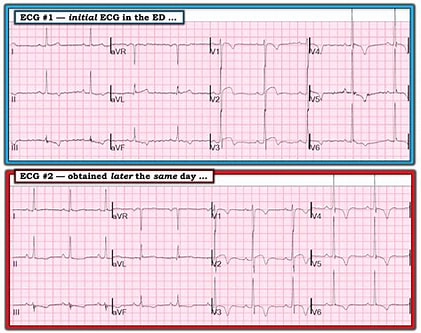 ECG #1 — initial ECG in the ED ...
I aVR V1 V4
II aVL V2 V5
III aVF V3 V6
ECG #2 — obtained later the same day ...
I aVR V1 V4
II aVL V2 V5
III aVF V3 V6